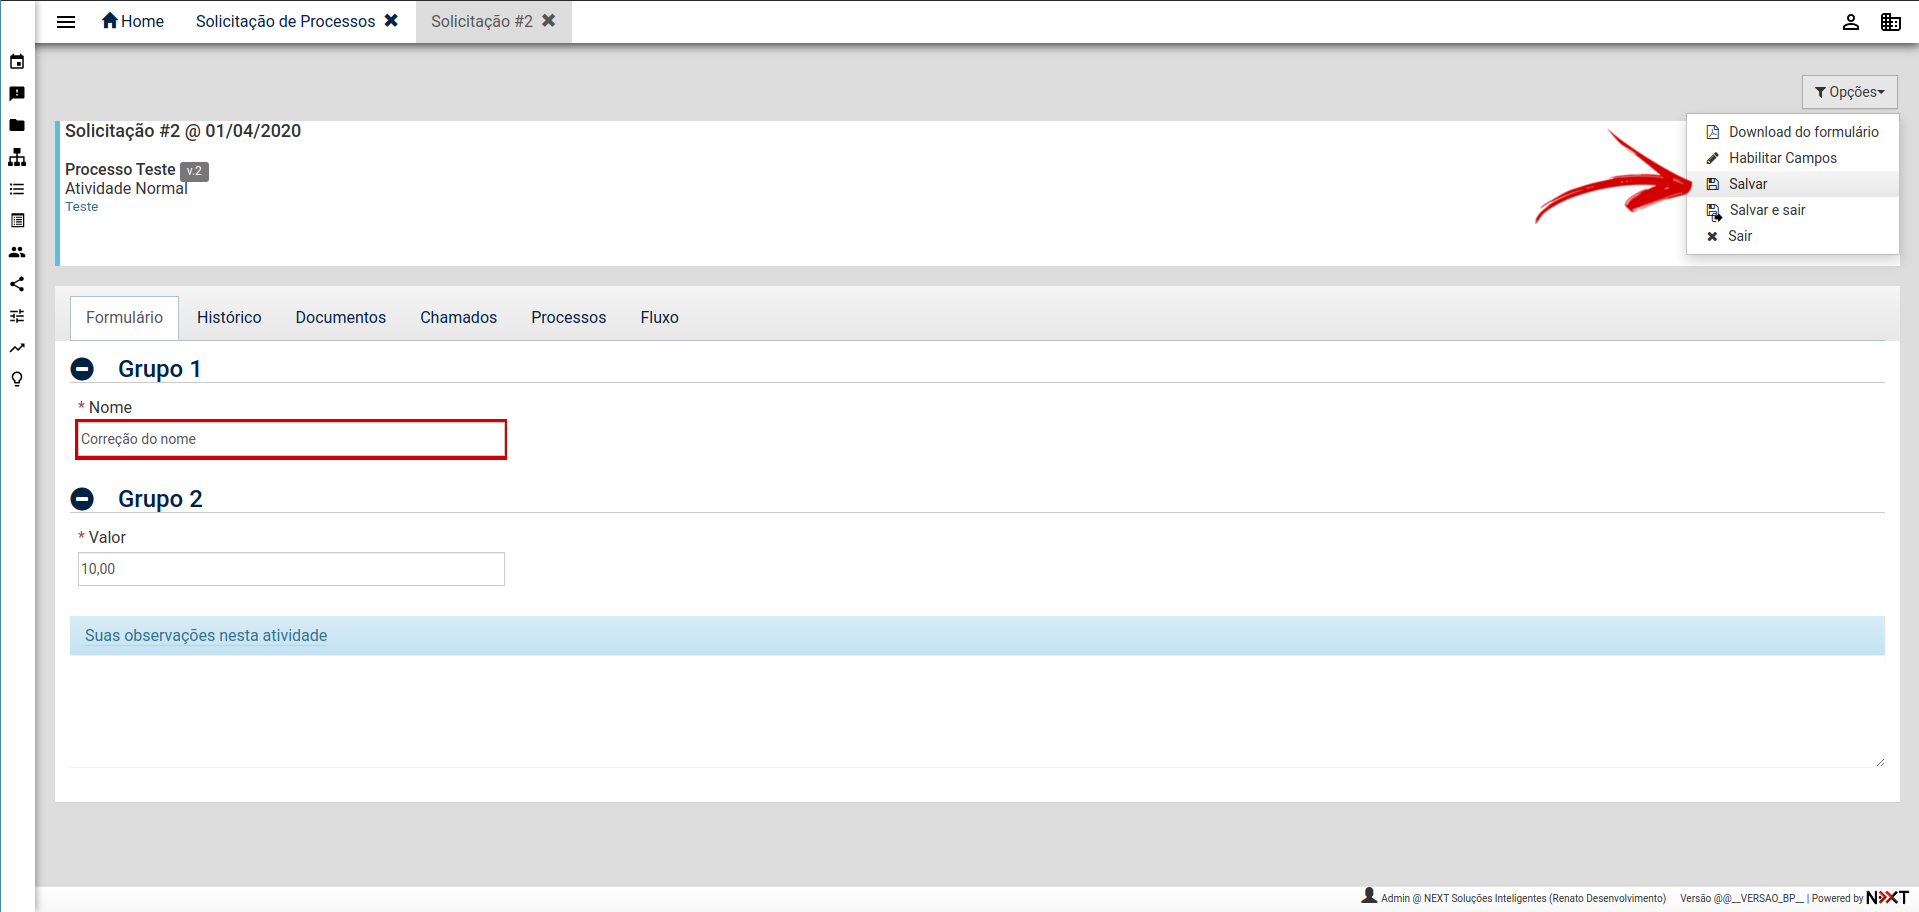 Home
Solicitação de Processos
Solicitação #2
Opções
Download do formulário
Habilitar Campos
Salvar
Salvar e sair
Sair
Solicitação #2 @ 01/04/2020
Processo Teste v.2
Atividade Normal
Teste
Formulário
Histórico
Documentos
Chamados
Processos
Fluxo
Grupo 1
* Nome
Correção do nome
Grupo 2
* Valor
10,00
Suas observações nesta atividade
Admin @ NEXT Soluções Inteligentes (Renato Desenvolvimento)
Versão @@__VERSAO_BP__ | Powered by NEXXT